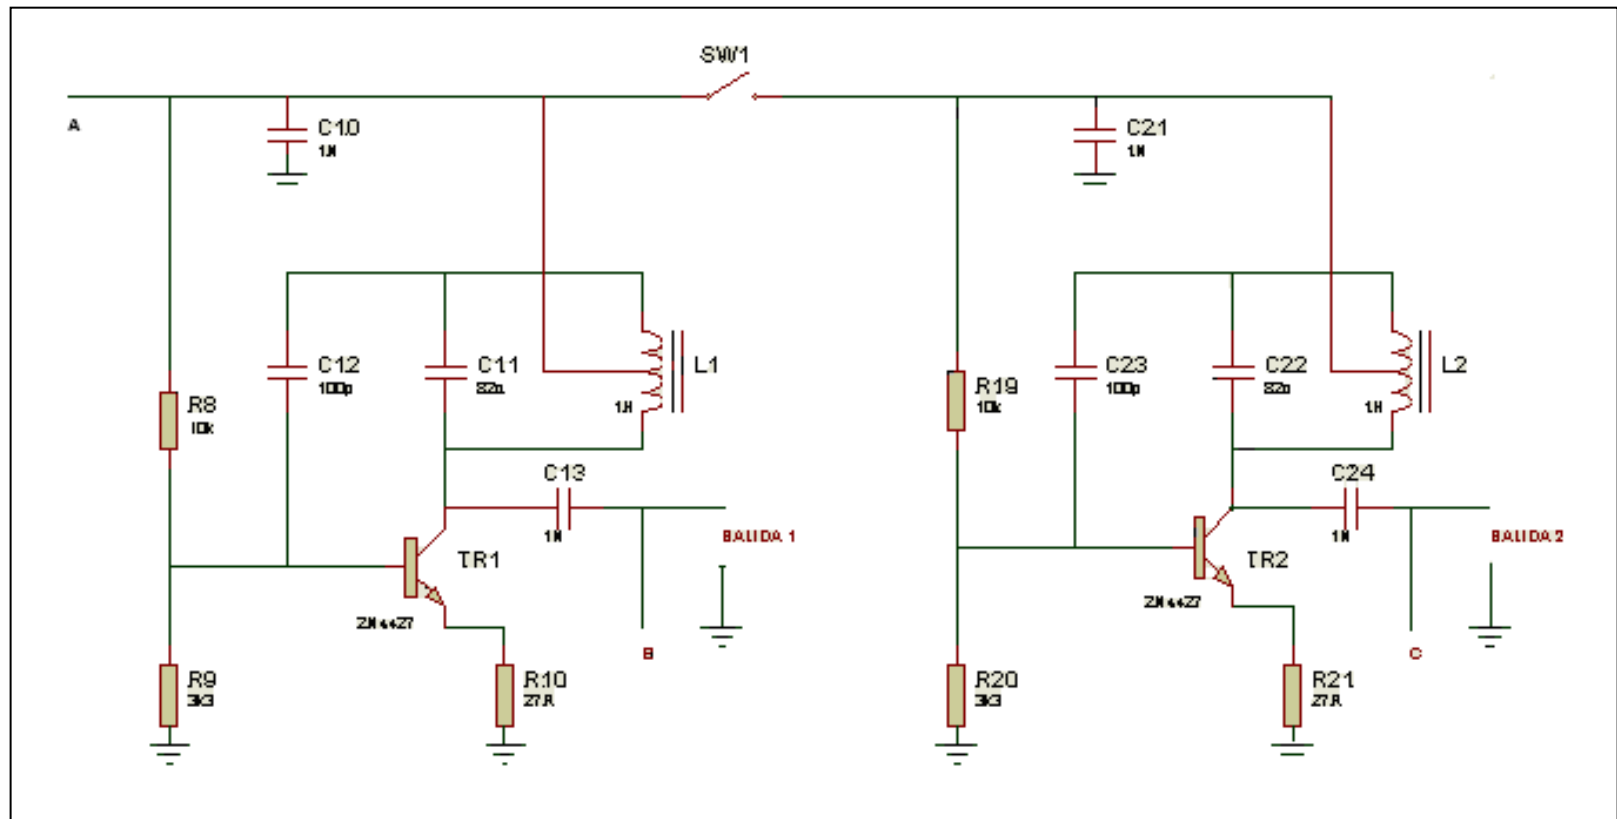 SW1
A
C10
1N
C21
1N
C12
100p
C11
82n
L1
1H
C23
100p
C22
82n
L2
1H
R8
10k
R19
10k
C13
1N
SALIDA 1
C24
1N
SALIDA 2
TR1
2N4427
TR2
2N4427
B
C
R9
3k3
R10
27R
R20
3k3
R21
27R